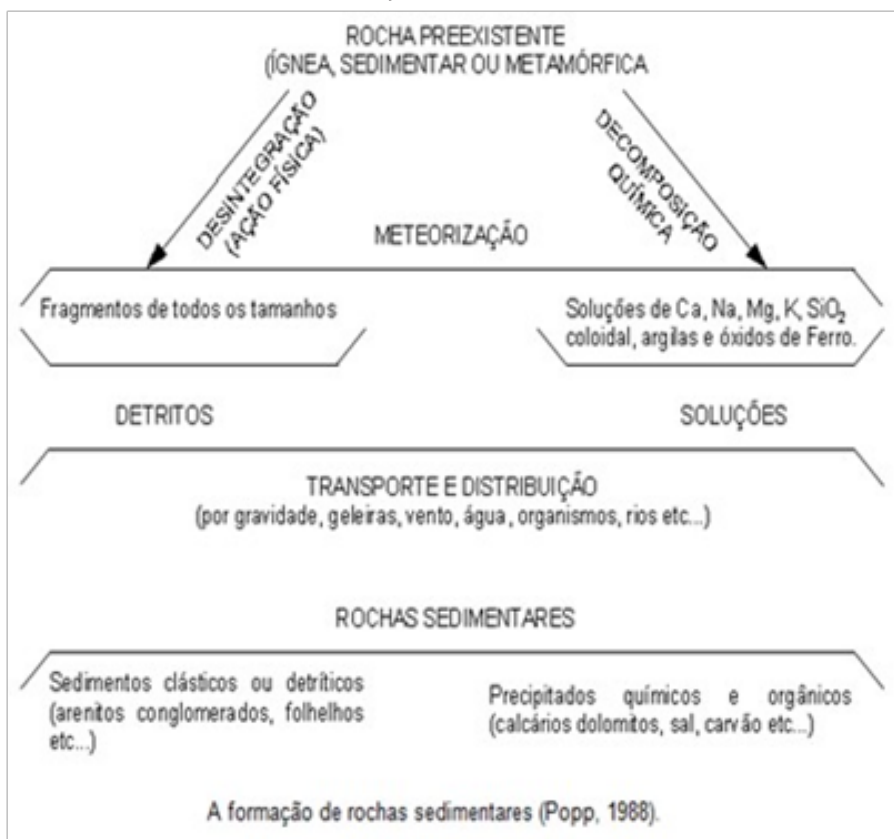 ROCHA PREEXISTENTE
(ÍGNEA, SEDIMENTAR OU METAMÓRFICA
DESINTEGRAÇÃO
(AÇÃO FÍSICA)
DECOMPOSIÇÃO
QUÍMICA
METEORIZAÇÃO
Fragmentos de todos os tamanhos
Soluções de Ca, Na, Mg, K, SiO₂
coloidal, argilas e óxidos de Ferro.
DETRITOS
SOLUÇÕES
TRANSPORTE E DISTRIBUIÇÃO
(por gravidade, geleiras, vento, água, organismos, rios etc...)
ROCHAS SEDIMENTARES
Sedimentos clásticos ou detríticos
(arenitos conglomerados, folhelhos
etc...)
Precipitados químicos e orgânicos
(calcários dolomitos, sal, carvão etc...)
A formação de rochas sedimentares (Popp, 1988).